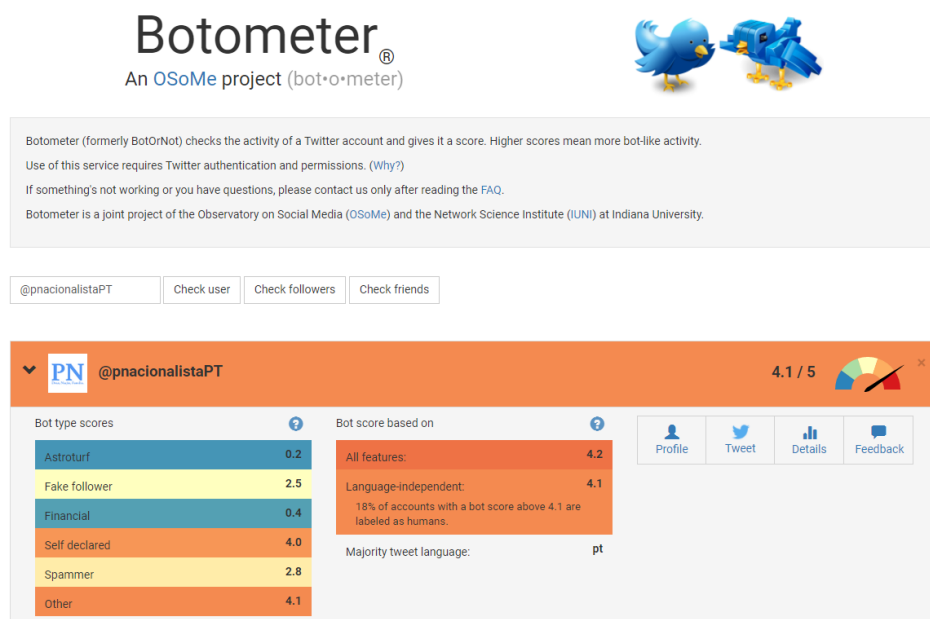 Botometer®
An OSoMe project (bot•o•meter)
Botometer (formerly BotOrNot) checks the activity of a Twitter account and gives it a score. Higher scores mean more bot-like activity.
Use of this service requires Twitter authentication and permissions. (Why?)
If something's not working or you have questions, please contact us only after reading the FAQ.
Botometer is a joint project of the Observatory on Social Media (OSoMe) and the Network Science Institute (IUNI) at Indiana University.
@pnacionalistaPT Check user Check followers Check friends
PN @pnacionalistaPT 4.1 / 5 ×
Bot type scores ?
Astroturf 0.2
Fake follower 2.5
Financial 0.4
Self declared 4.0
Spammer 2.8
Other 4.1
Bot score based on ?
All features: 4.2
Language-independent: 4.1
18% of accounts with a bot score above 4.1 are
labeled as humans.
Majority tweet language: pt
Profile Tweet Details Feedback